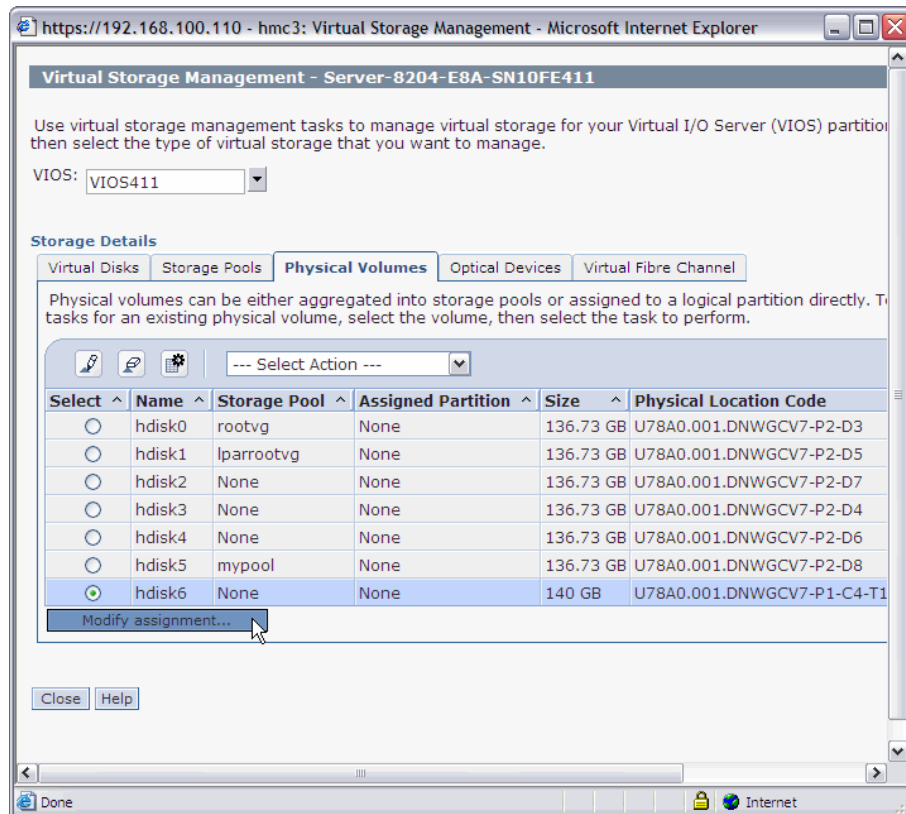 https://192.168.100.110 - hmc3: Virtual Storage Management - Microsoft Internet Explorer
Virtual Storage Management - Server-8204-E8A-SN10FE411
Use virtual storage management tasks to manage virtual storage for your Virtual I/O Server (VIOS) partition
then select the type of virtual storage that you want to manage.
VIOS: VIOS411
Storage Details
Virtual Disks Storage Pools Physical Volumes Optical Devices Virtual Fibre Channel
Physical volumes can be either aggregated into storage pools or assigned to a logical partition directly. T
tasks for an existing physical volume, select the volume, then select the task to perform.
--- Select Action ---
Select ^ Name ^ Storage Pool ^ Assigned Partition ^ Size ^ Physical Location Code
hdisk0 rootvg None 136.73 GB U78A0.001.DNWGCV7-P2-D3
hdisk1 lparrootvg None 136.73 GB U78A0.001.DNWGCV7-P2-D5
hdisk2 None None 136.73 GB U78A0.001.DNWGCV7-P2-D7
hdisk3 None None 136.73 GB U78A0.001.DNWGCV7-P2-D4
hdisk4 None None 136.73 GB U78A0.001.DNWGCV7-P2-D6
hdisk5 mypool None 136.73 GB U78A0.001.DNWGCV7-P2-D8
hdisk6 None None 140 GB U78A0.001.DNWGCV7-P1-C4-T1
Modify assignment...
Close Help
Done Internet